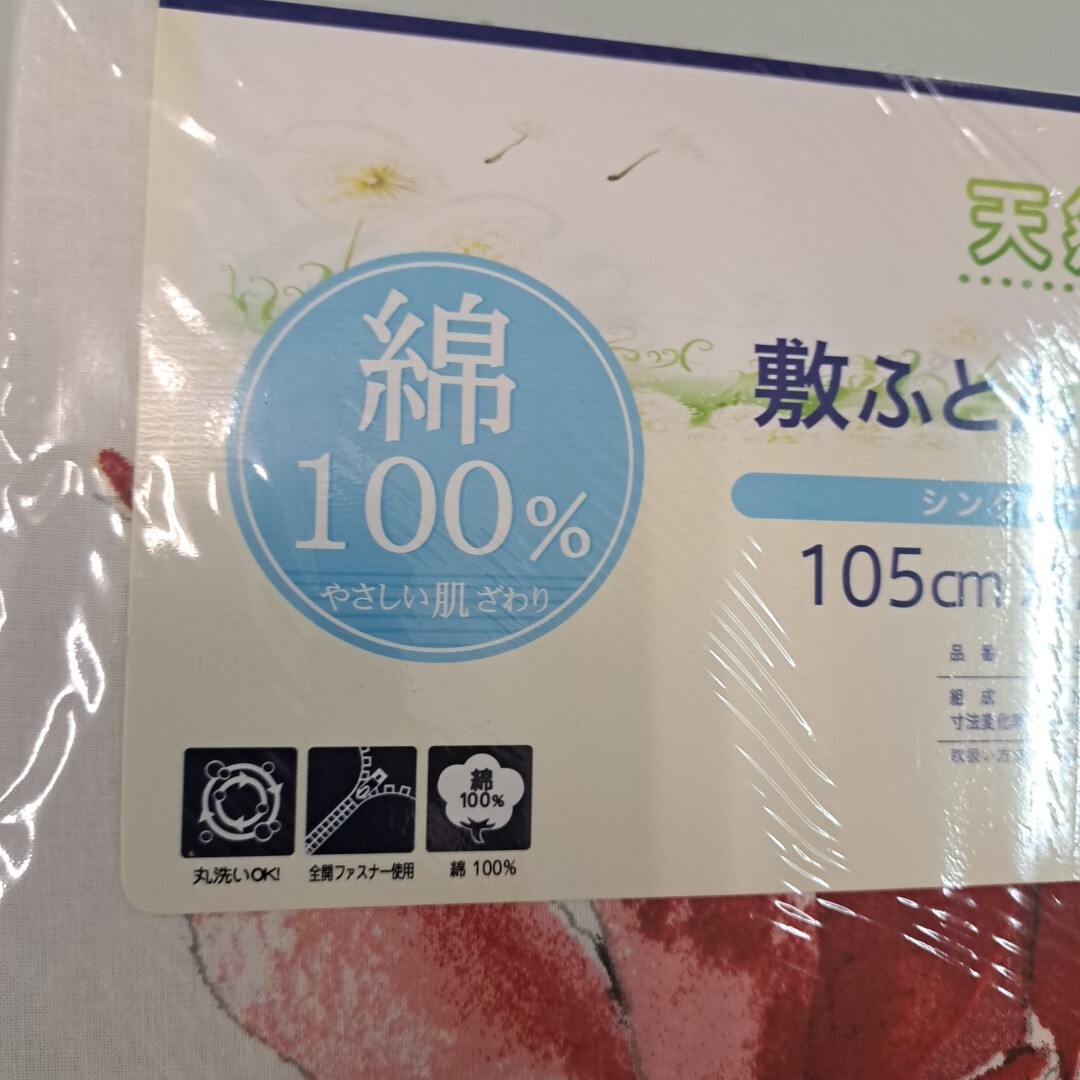 天
綿
100%
やさしい肌ざわり
敷ふと
シング
105cm
品番
組成
寸法変化率
取扱い方
綿
100%
丸洗いOK!
全開ファスナー使用
綿 100%